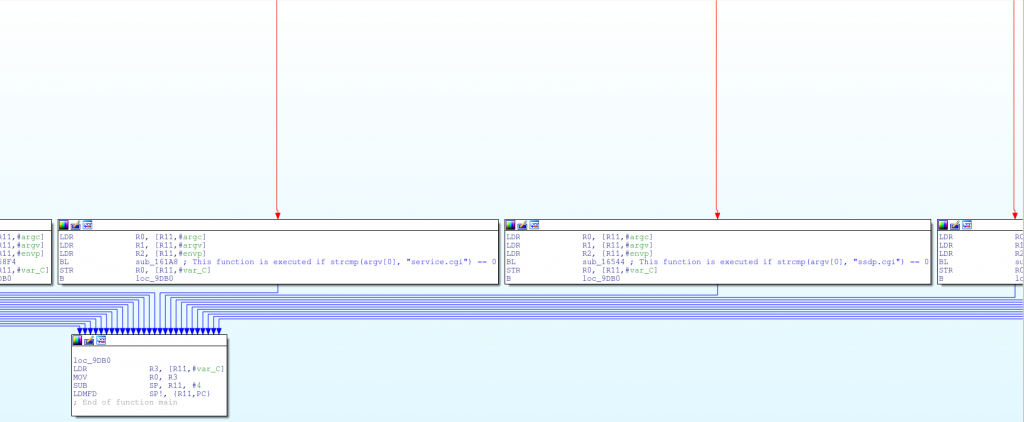 R11,#argc]
R11,#argv]
R11,#envp]
68F4
R11,#var_C]
DB0
LDR R0, [R11,#argc]
LDR R1, [R11,#argv]
LDR R2, [R11,#envp]
BL sub_161A8 ; This function is executed if strcmp(argv[0], "service.cgi") == 0
STR R0, [R11,#var_C]
B loc_9DB0
LDR R0, [R11,#argc]
LDR R1, [R11,#argv]
LDR R2, [R11,#envp]
BL sub_16544 ; This function is executed if strcmp(argv[0], "ssdp.cgi") == 0
STR R0, [R11,#var_C]
B loc_9DB0
LDR R0
LDR R1
LDR R2
BL su
STR R0
B lo
loc_9DB0
LDR R3, [R11,#var_C]
MOV R0, R3
SUB SP, R11, #4
LDMFD SP!, {R11,PC}
; End of function main